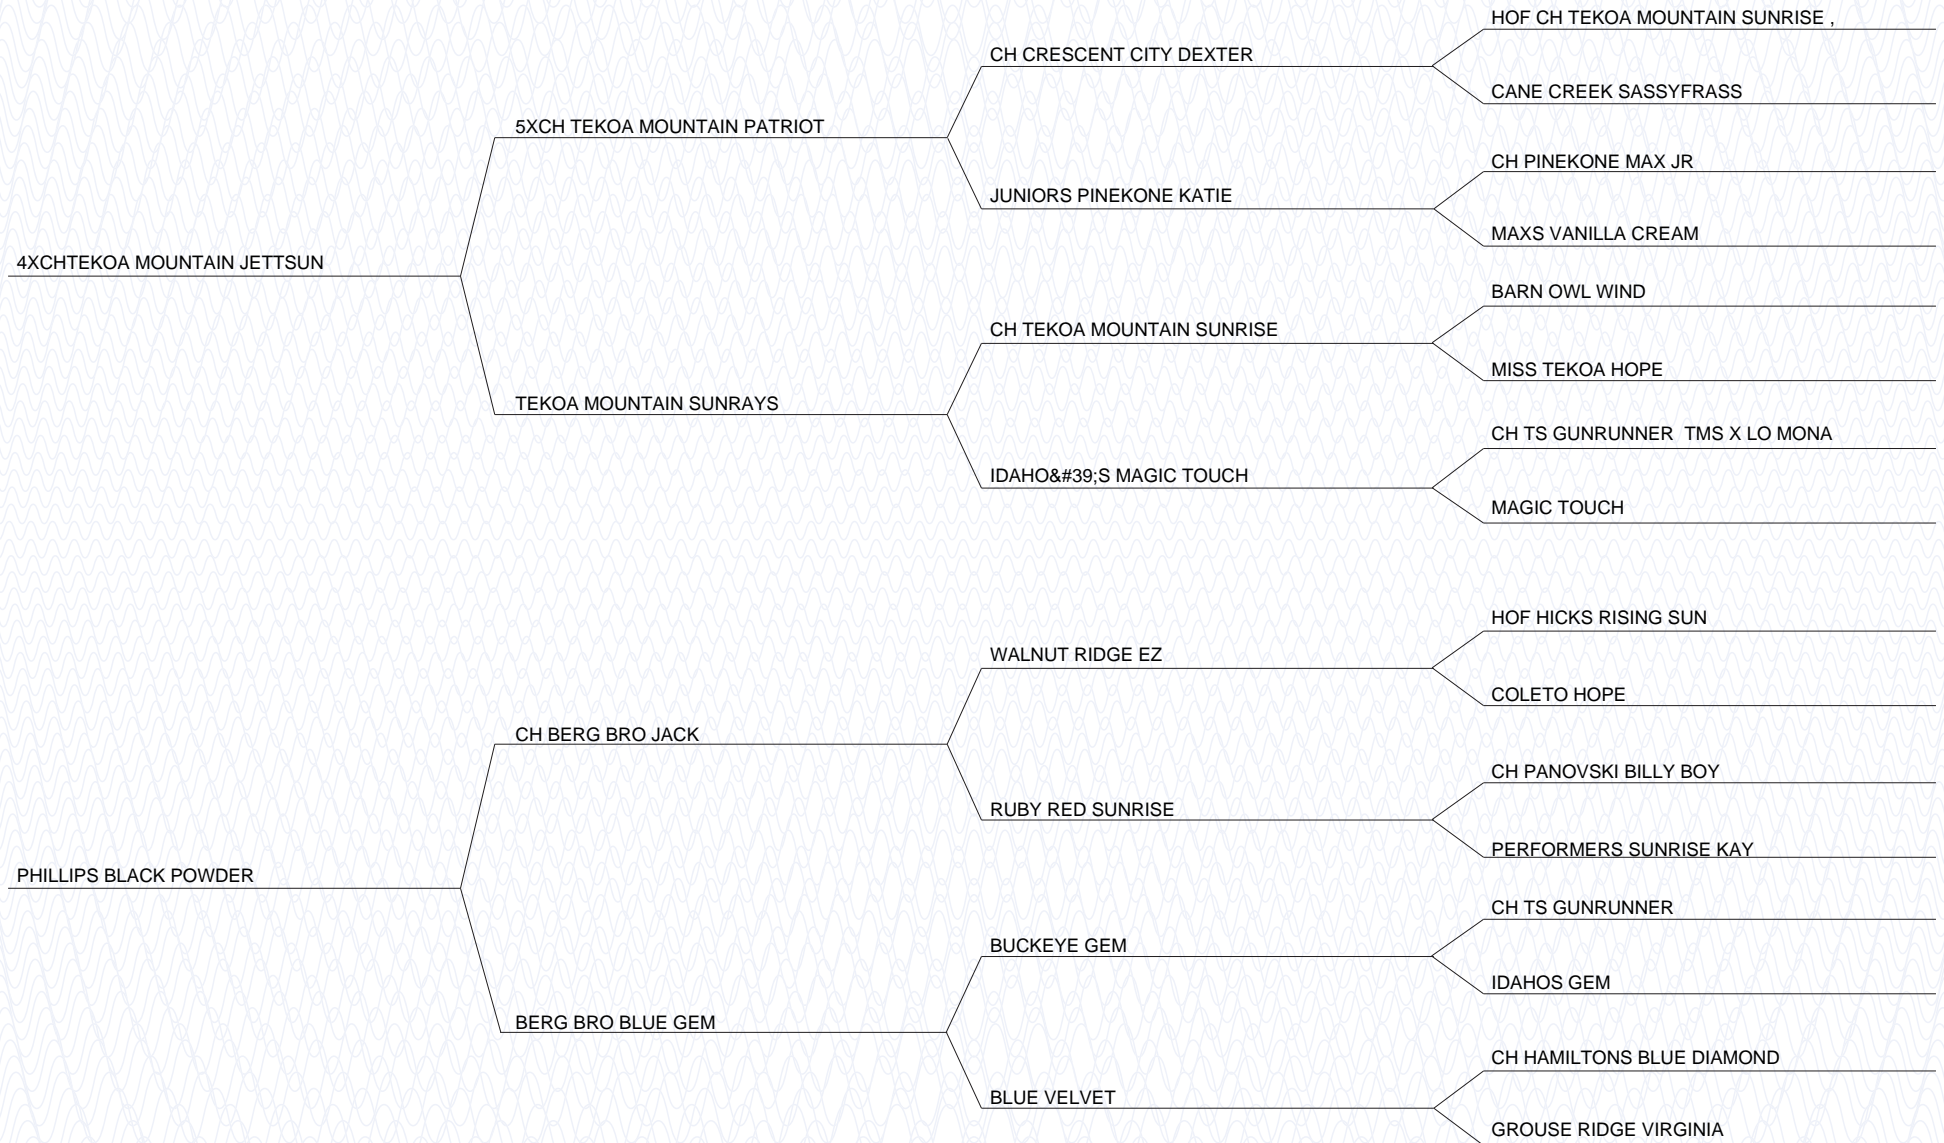 HOF CH TEKOA MOUNTAIN SUNRISE ,
CH CRESCENT CITY DEXTER
CANE CREEK SASSYFRASS
5XCH TEKOA MOUNTAIN PATRIOT
CH PINEKONE MAX JR
JUNIORS PINEKONE KATIE
MAXS VANILLA CREAM
4XCHTEKOA MOUNTAIN JETTSUN
BARN OWL WIND
CH TEKOA MOUNTAIN SUNRISE
MISS TEKOA HOPE
TEKOA MOUNTAIN SUNRAYS
CH TS GUNRUNNER  TMS X LO MONA
IDAHO&#39;S MAGIC TOUCH
MAGIC TOUCH
HOF HICKS RISING SUN
WALNUT RIDGE EZ
COLETO HOPE
CH BERG BRO JACK
CH PANOVSKI BILLY BOY
RUBY RED SUNRISE
PERFORMERS SUNRISE KAY
PHILLIPS BLACK POWDER
CH TS GUNRUNNER
BUCKEYE GEM
IDAHOS GEM
BERG BRO BLUE GEM
CH HAMILTONS BLUE DIAMOND
BLUE VELVET
GROUSE RIDGE VIRGINIA